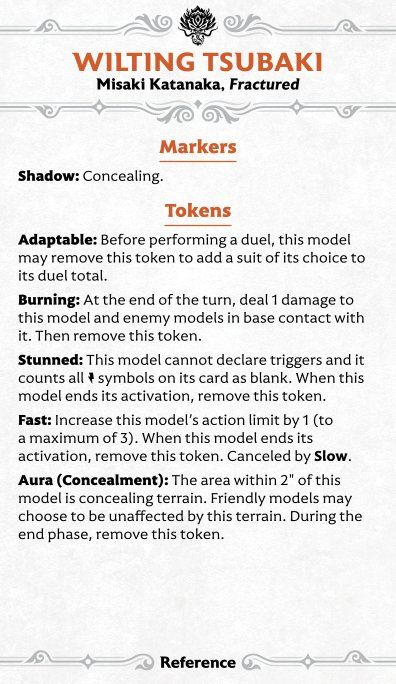 WILTING TSUBAKI
Misaki Katanaka, Fractured
Markers
Shadow: Concealing.
Tokens
Adaptable: Before performing a duel, this model
may remove this token to add a suit of its choice to
its duel total.
Burning: At the end of the turn, deal 1 damage to
this model and enemy models in base contact with
it. Then remove this token.
Stunned: This model cannot declare triggers and it
counts all symbols on its card as blank. When this
model ends its activation, remove this token.
Fast: Increase this model’s action limit by 1 (to
a maximum of 3). When this model ends its
activation, remove this token. Canceled by Slow.
Aura (Concealment): The area within 2" of this
model is concealing terrain. Friendly models may
choose to be unaffected by this terrain. During the
end phase, remove this token.
Reference